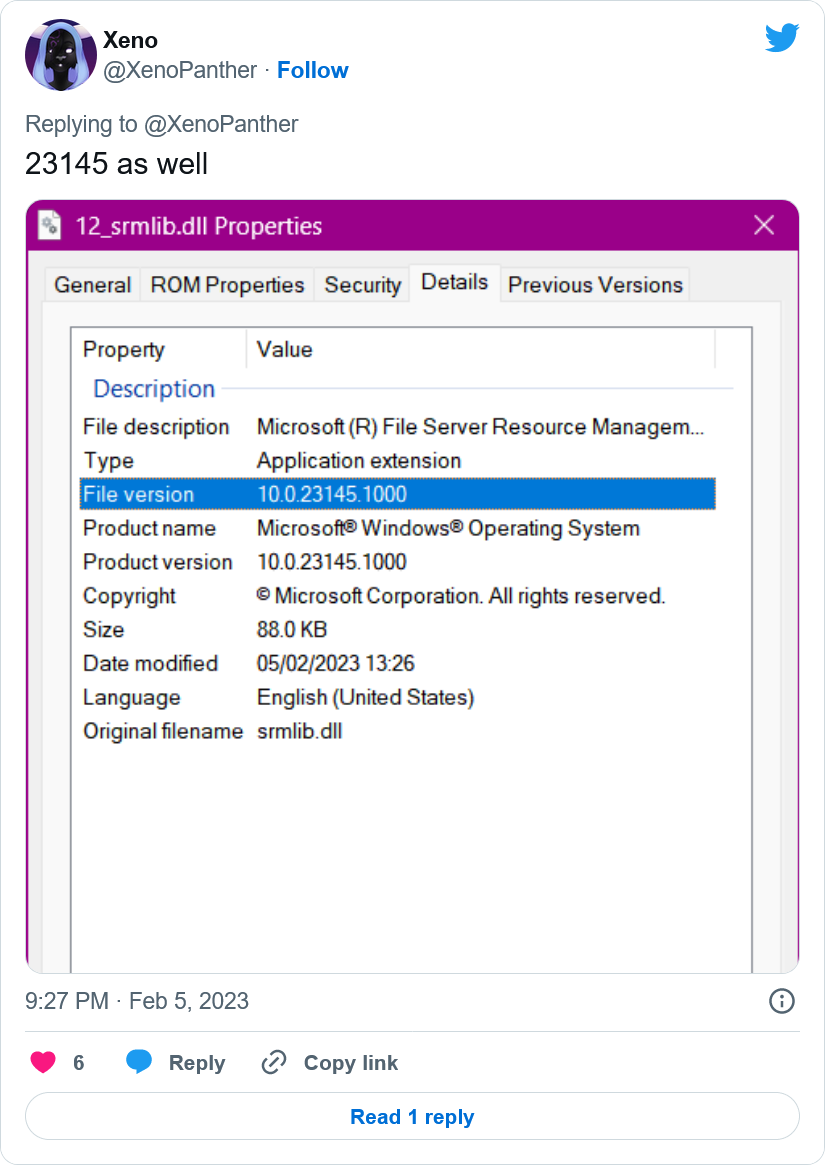 Xeno
@XenoPanther · Follow
Replying to @XenoPanther
23145 as well
12_srmlib.dll Properties
General ROM Properties Security Details Previous Versions
Property Value
Description
File description Microsoft (R) File Server Resource Managem...
Type Application extension
File version 10.0.23145.1000
Product name Microsoft® Windows® Operating System
Product version 10.0.23145.1000
Copyright © Microsoft Corporation. All rights reserved.
Size 88.0 KB
Date modified 05/02/2023 13:26
Language English (United States)
Original filename srmlib.dll
9:27 PM · Feb 5, 2023
6 Reply Copy link
Read 1 reply